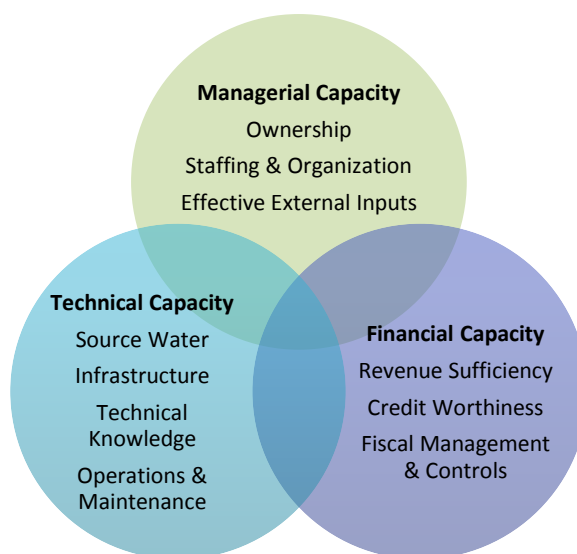 Managerial Capacity
Ownership
Staffing & Organization
Effective External Inputs
Technical Capacity
Source Water
Infrastructure
Technical
Knowledge
Operations &
Maintenance
Financial Capacity
Revenue Sufficiency
Credit Worthiness
Fiscal Management
& Controls